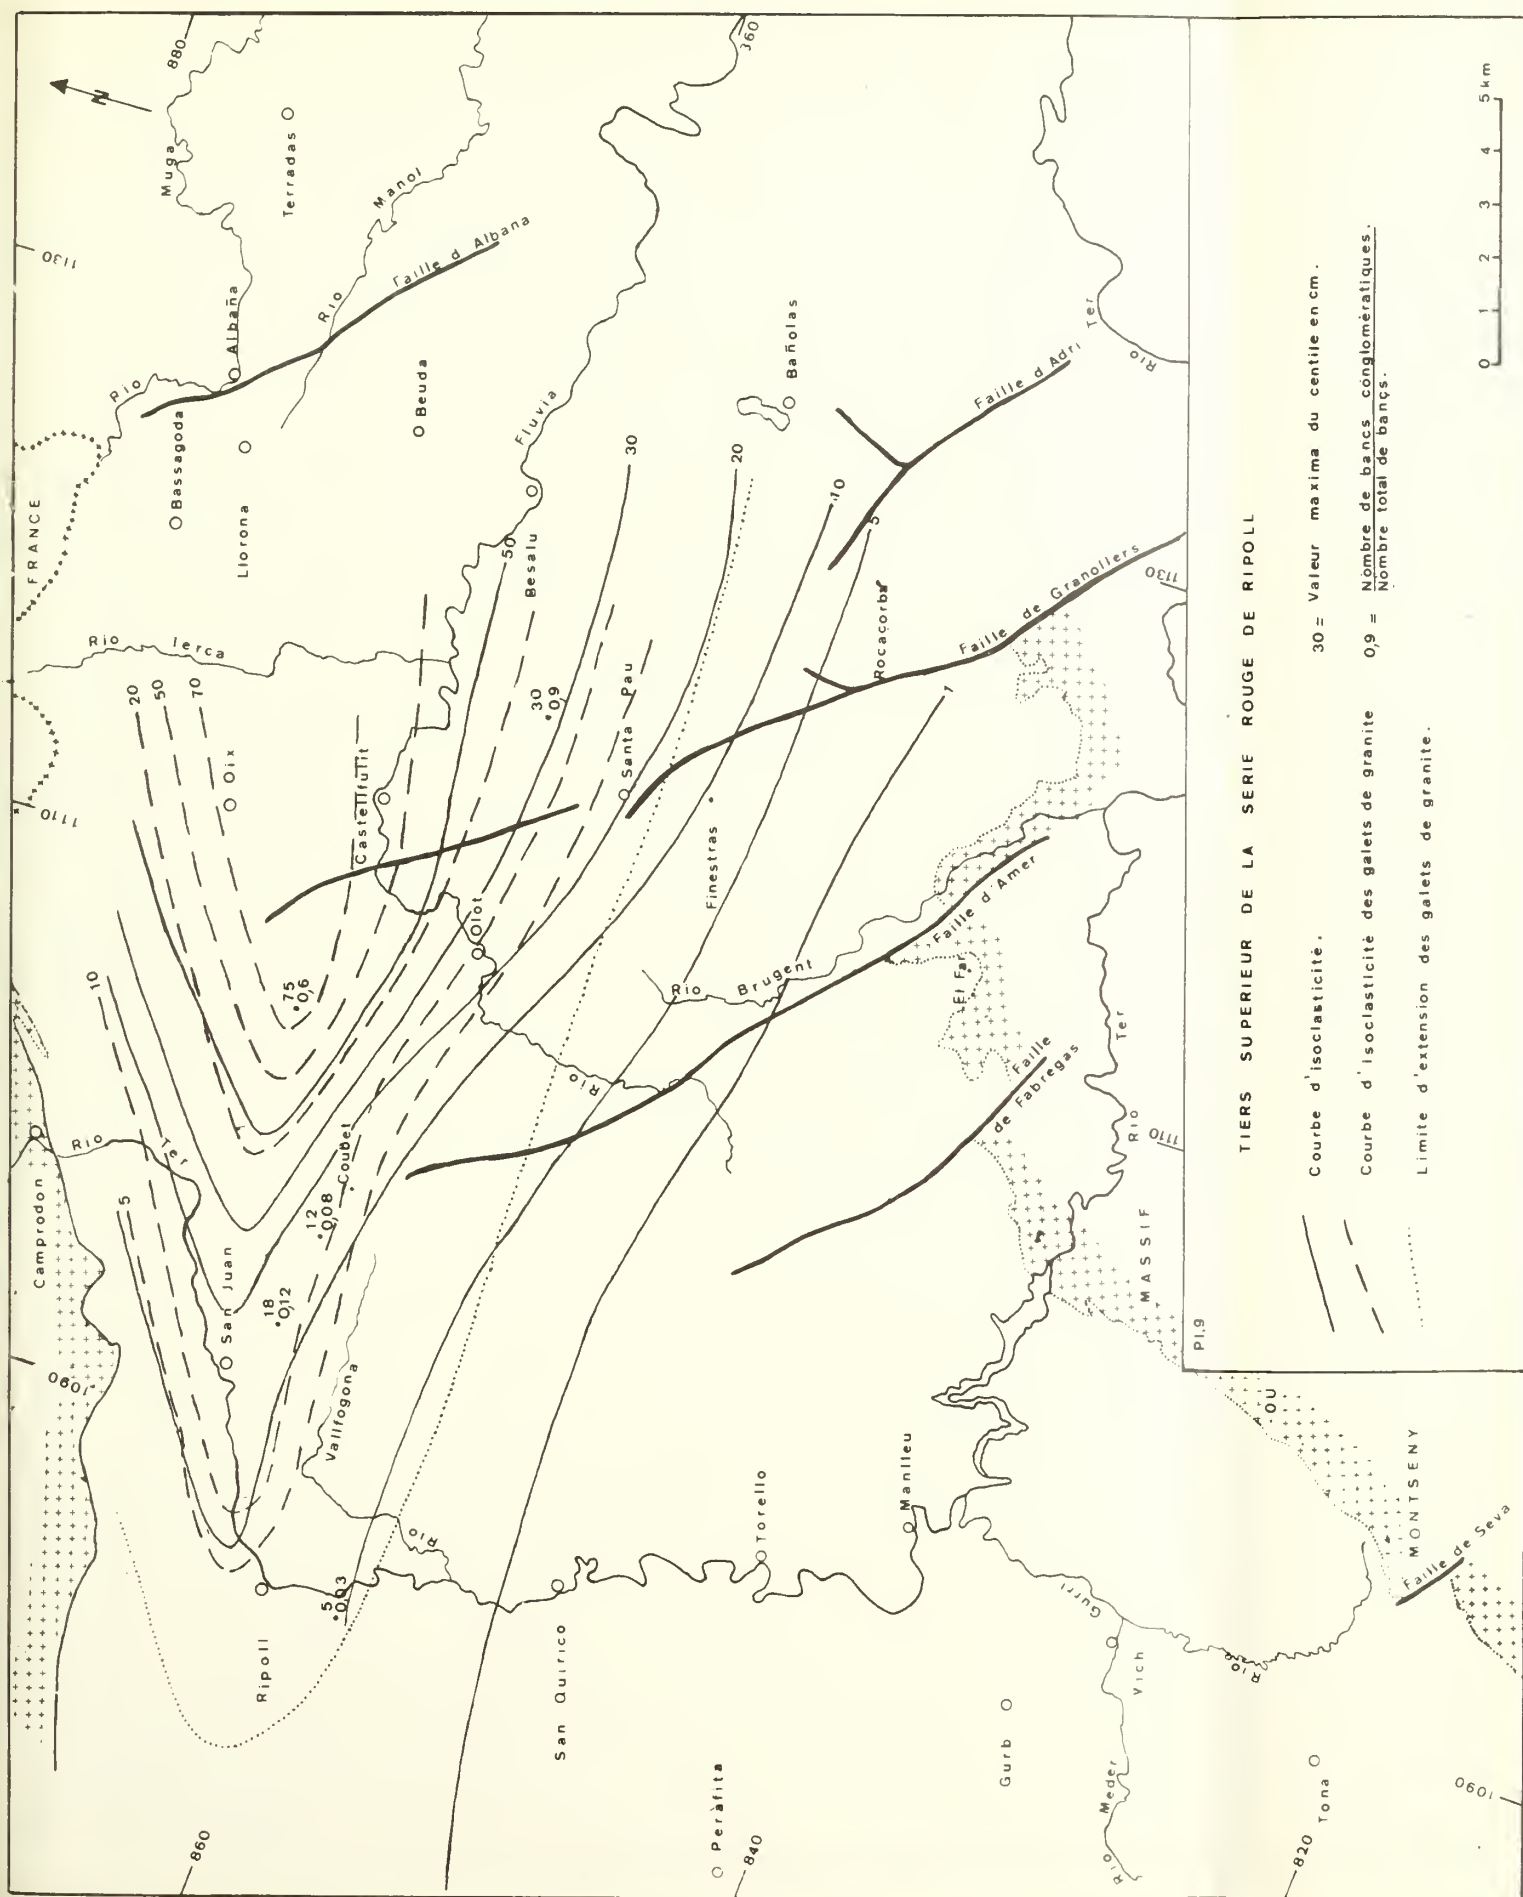 FRANCE
880
N
Muga
Terradas
Manol
Rio
1130
Albaña
Faille d Albana
Rio
Bassagoda
Llorona
Beuda
Fluvia
360
Rio Ierca
Besalu
50
30
20
10
5
1
Bañolas
Faille d Adri
Rio Ter
Rocacorba
Faille de Granollers
1130
20
50
70
Oix
1110
Castellfullit
30
0,9
Santa Pau
Finestras
Olot
75
0,6
10
Rio Brugent
Faille d'Amer
El Far
Faille
de Fabregas
Rio Ter
1110
Camprodon
Rio Ter
5
San Juan
Coubet
12
0,08
18
0,12
Rio
1090
Vallfogona
Rio
5
0,03
Ripoll
San Quirico
Torello
Manlleu
MASSIF
OU
MONTSENY
Faille de Seva
Gurri
Rio
Vich
Gurb
Rio Meder
Perafita
Tona
860
840
820
1090
Pl.9
TIERS SUPERIEUR DE LA SERIE ROUGE DE RIPOLL
Courbe d'isoclasticité.
30 = Valeur maxima du centile en cm.
Courbe d'isoclasticité des galets de granite
0,9 = Nombre de bancs conglomératiques.
Nombre total de bancs.
Limite d'extension des galets de granite.
0 1 2 3 4 5 km